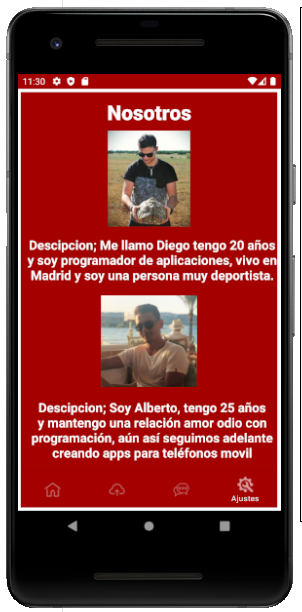 11:30
Nosotros
Descipcion; Me llamo Diego tengo 20 años
y soy programador de aplicaciones, vivo en
Madrid y soy una persona muy deportista.
Descipcion; Soy Alberto, tengo 25 años
y mantengo una relación amor odio con
programación, aún así seguimos adelante
creando apps para teléfonos movil
Ajustes